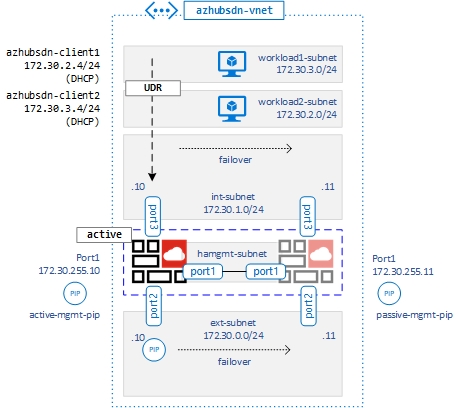 azhubsdn-vnet
azhubsdn-client1
172.30.2.4/24
(DHCP)
azhubsdn-client2
172.30.3.4/24
(DHCP)
workload1-subnet
172.30.3.0/24
UDR
workload2-subnet
172.30.2.0/24
failover
.10
int-subnet
.11
172.30.1.0/24
port3
port3
active
hamgmt-subnet
port1
port1
Port1
172.30.255.10
PIP
active-mgmt-pip
Port1
172.30.255.11
PIP
passive-mgmt-pip
port2
port2
ext-subnet
172.30.0.0/24
.10
.11
PIP
failover